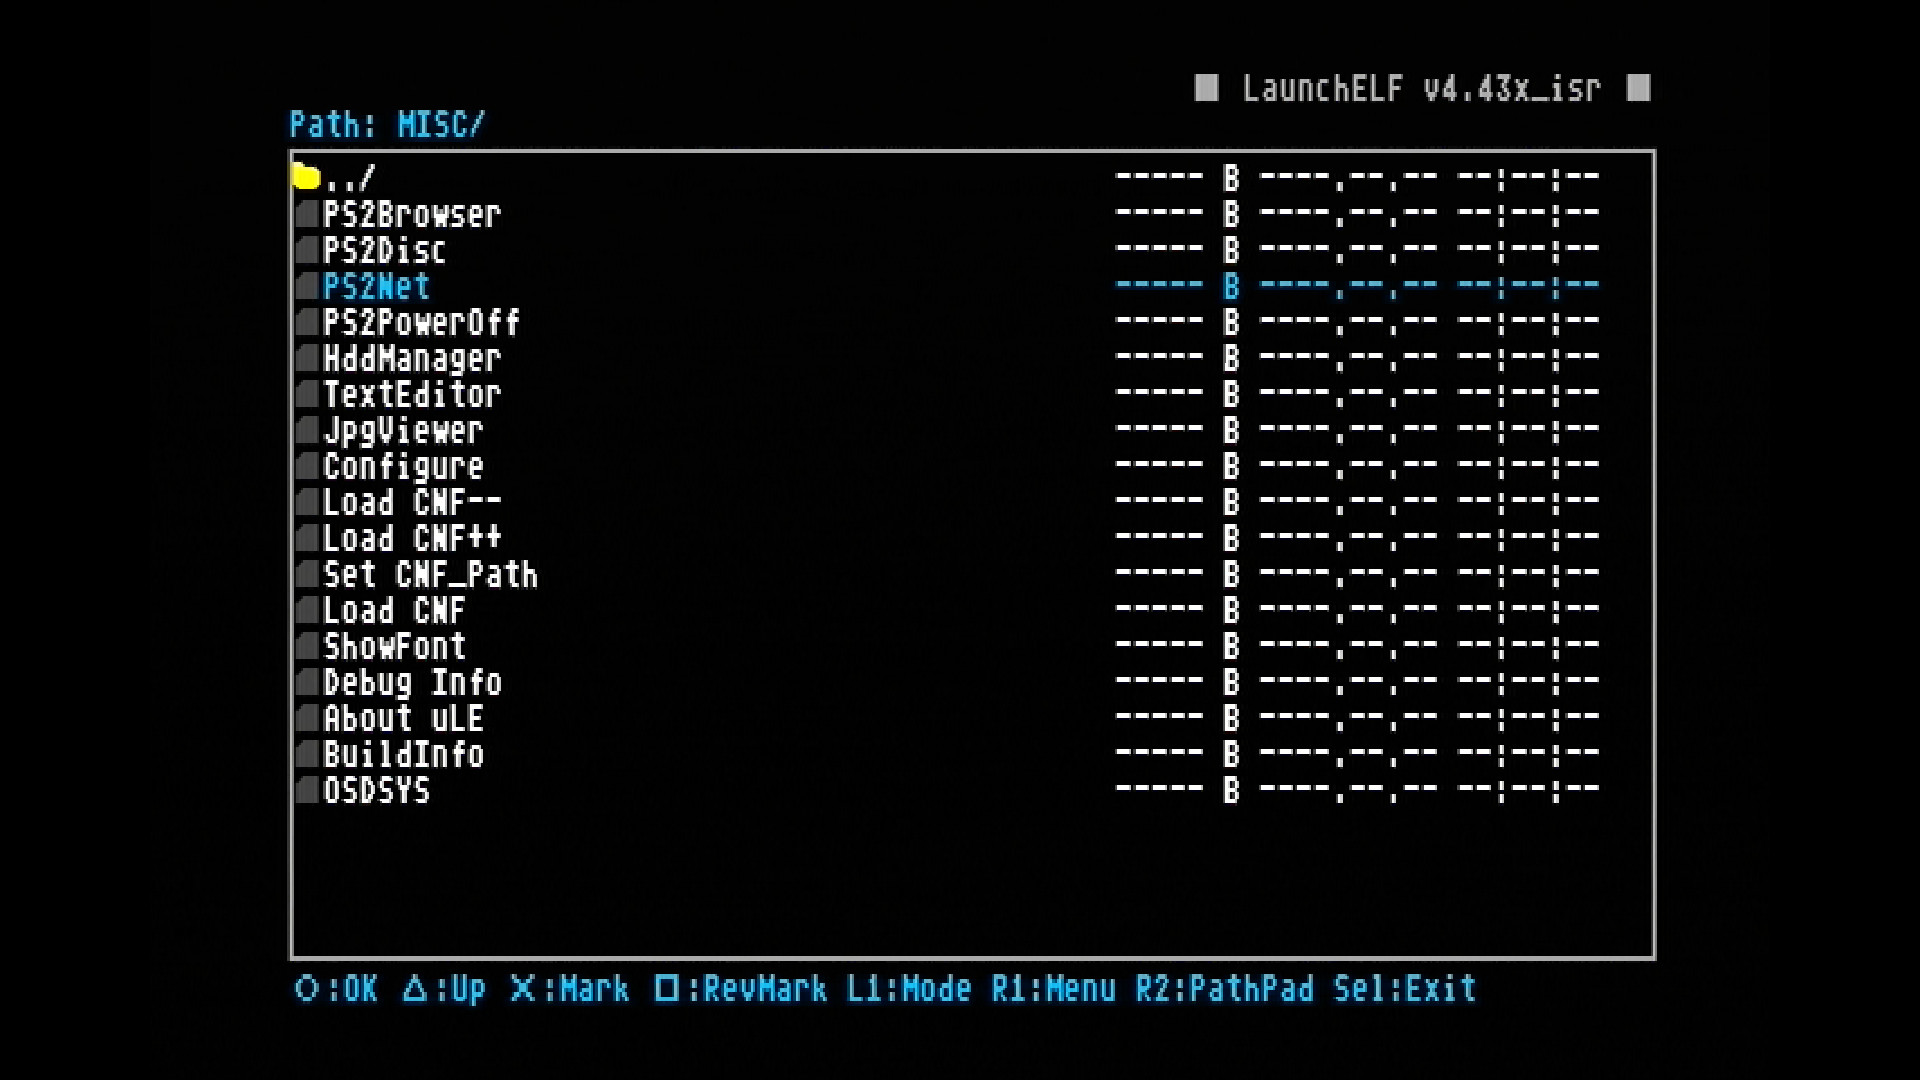 ■ LaunchELF v4.43x_isr ■
Path: MISC/
../ ----- B ----.--.-- --:--:--
PS2Browser ----- B ----.--.-- --:--:--
PS2Disc ----- B ----.--.-- --:--:--
PS2Net ----- B ----.--.-- --:--:--
PS2PowerOff ----- B ----.--.-- --:--:--
HddManager ----- B ----.--.-- --:--:--
TextEditor ----- B ----.--.-- --:--:--
JpgViewer ----- B ----.--.-- --:--:--
Configure ----- B ----.--.-- --:--:--
Load CNF-- ----- B ----.--.-- --:--:--
Load CNF++ ----- B ----.--.-- --:--:--
Set CNF_Path ----- B ----.--.-- --:--:--
Load CNF ----- B ----.--.-- --:--:--
ShowFont ----- B ----.--.-- --:--:--
Debug Info ----- B ----.--.-- --:--:--
About uLE ----- B ----.--.-- --:--:--
BuildInfo ----- B ----.--.-- --:--:--
OSDSYS ----- B ----.--.-- --:--:--
○:OK △:Up ✕:Mark □:RevMark L1:Mode R1:Menu R2:PathPad Sel:Exit